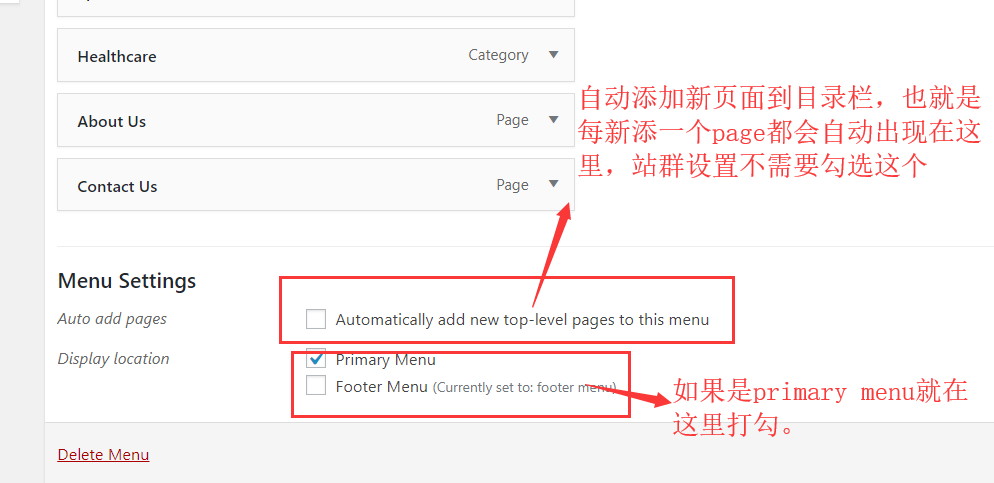 Healthcare Category
自动添加新页面到目录栏，也就是
About Us Page
每新添一个page都会自动出现在这
里，站群设置不需要勾选这个
Contact Us Page
Menu Settings
Auto add pages Automatically add new top-level pages to this menu
Display location Primary Menu
Footer Menu (Currently set to: footer menu)
如果是primary menu就在
这里打勾。
Delete Menu